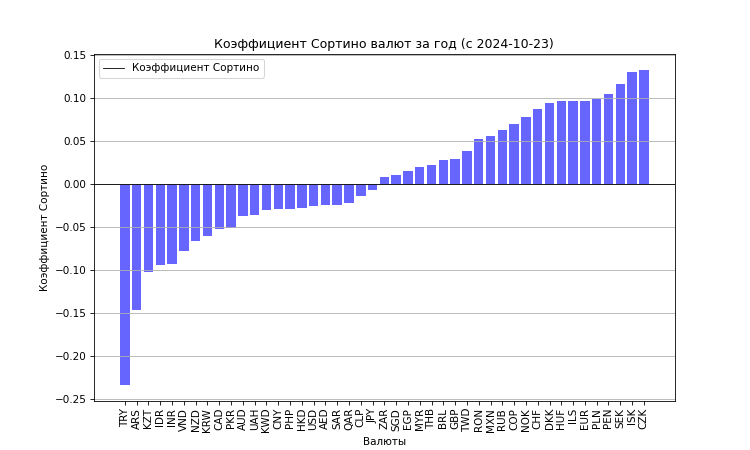 Коэффициент Сортино валют за год (с 2024-10-23)
Коэффициент Сортино
0.15
0.10
0.05
0.00
−0.05
−0.10
−0.15
−0.20
−0.25
Коэффициент Сортино
TRY
ARS
KZT
IDR
INR
VND
NZD
KRW
CAD
PKR
AUD
UAH
KWD
CNY
PHP
HKD
USD
AED
SAR
QAR
CLP
JPY
ZAR
SGD
EGP
MYR
THB
BRL
GBP
TWD
RON
MXN
RUB
COP
NOK
CHF
DKK
HUF
ILS
EUR
PLN
PEN
SEK
ISK
CZK
Валюты